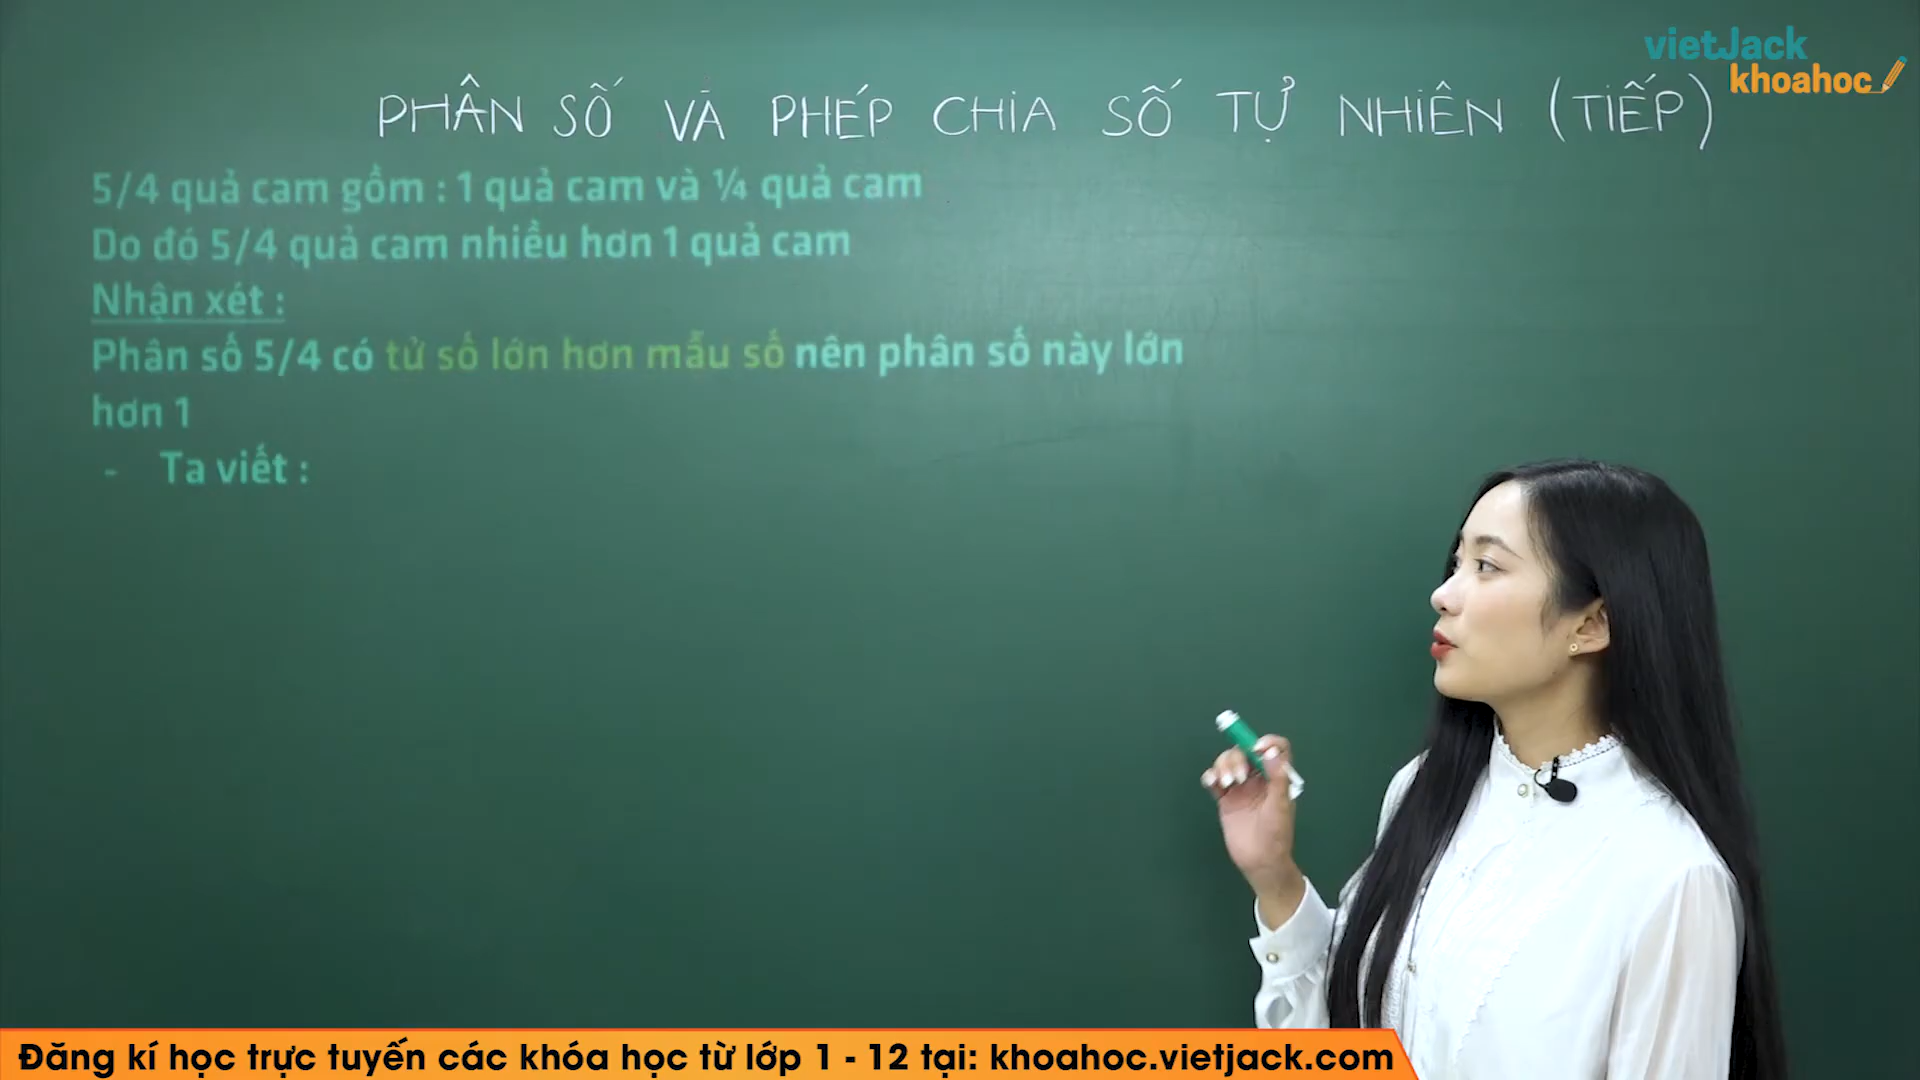 vietJack
khoahoc
PHÂN SỐ VÀ PHÉP CHIA SỐ TỰ NHIÊN (TIẾP)
5/4 quả cam gồm : 1 quả cam và ¼ quả cam
Do đó 5/4 quả cam nhiều hơn 1 quả cam
Nhận xét :
Phân số 5/4 có tử số lớn hơn mẫu số nên phân số này lớn
hơn 1
- Ta viết :
Đăng kí học trực tuyến các khóa học từ lớp 1 - 12 tại: khoahoc.vietjack.com